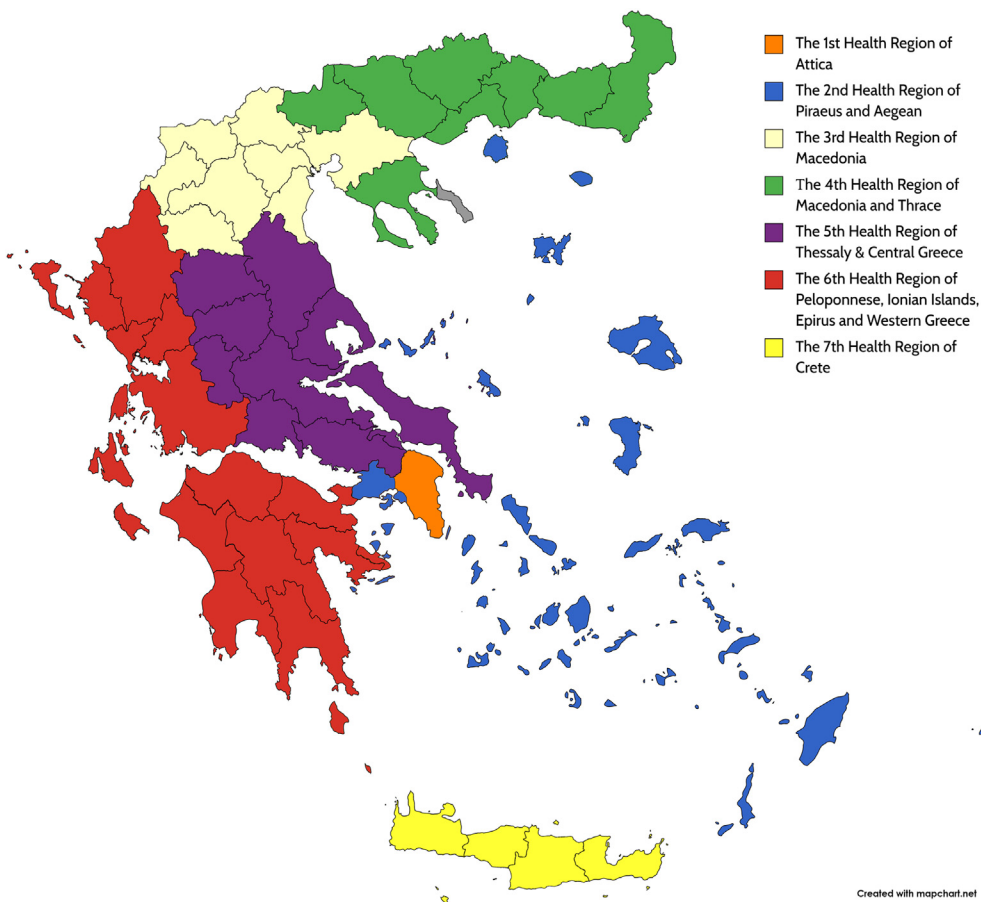 The 1st Health Region of
Attica
The 2nd Health Region of
Piraeus and Aegean
The 3rd Health Region of
Macedonia
The 4th Health Region of
Macedonia and Thrace
The 5th Health Region of
Thessaly & Central Greece
The 6th Health Region of
Peloponnese, Ionian Islands,
Epirus and Western Greece
The 7th Health Region of
Crete
Created with mapchart.net